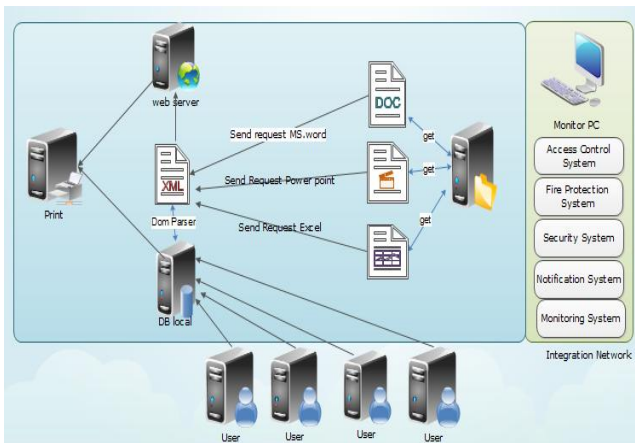 web server
DOC
Monitor PC
Send request MS.word
get
Access Control
System
Print
XML
Send Request Power point
get
Fire Protection
System
Dom Parser
Send Request Excel
get
Security System
Notification System
DB local
Monitoring System
Integration Network
User
User
User
User